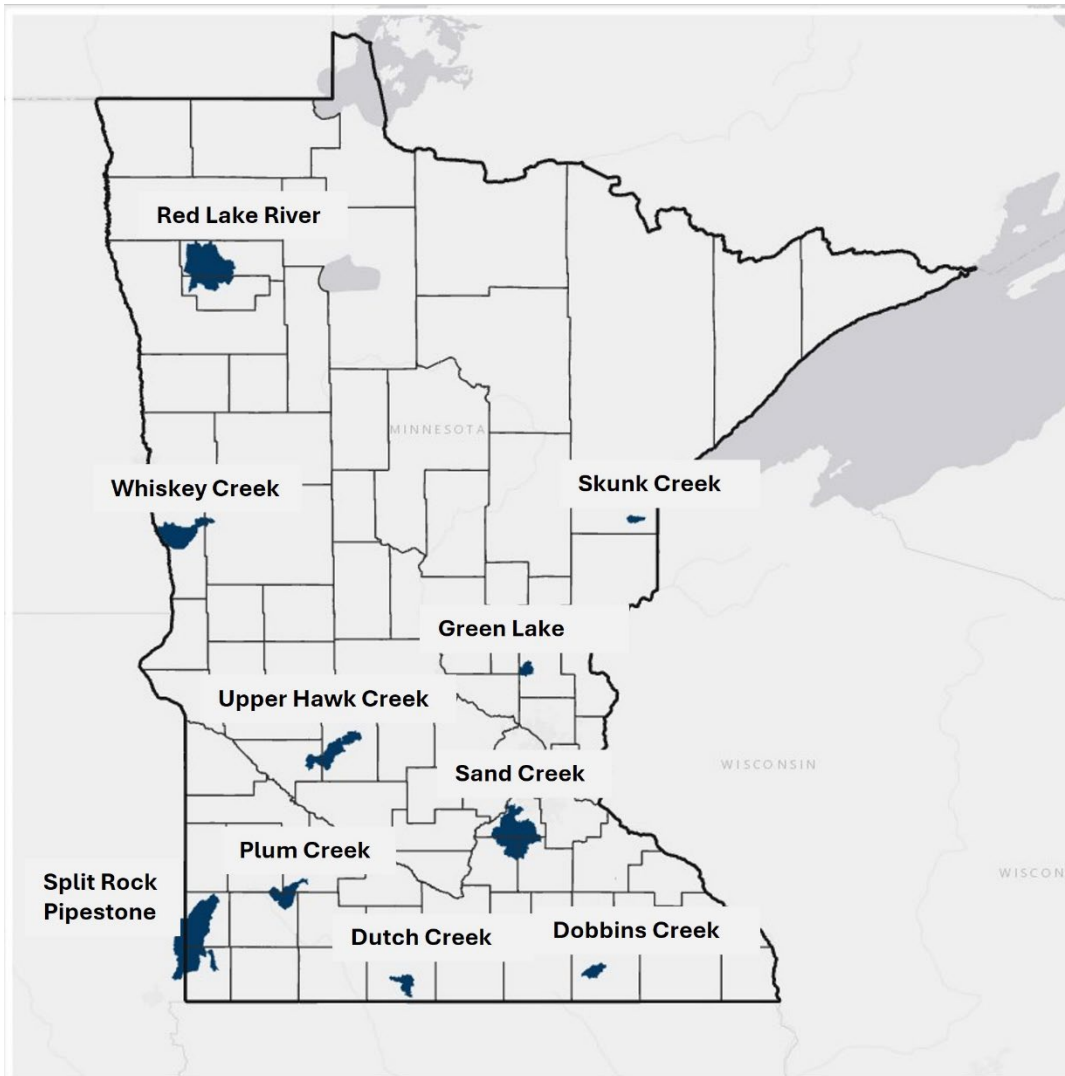 Red Lake River
MINNESOTA
Whiskey Creek
Skunk Creek
Green Lake
Upper Hawk Creek
Sand Creek
WISCONSIN
Plum Creek
Split Rock
Pipestone
WISCON
Dutch Creek
Dobbins Creek